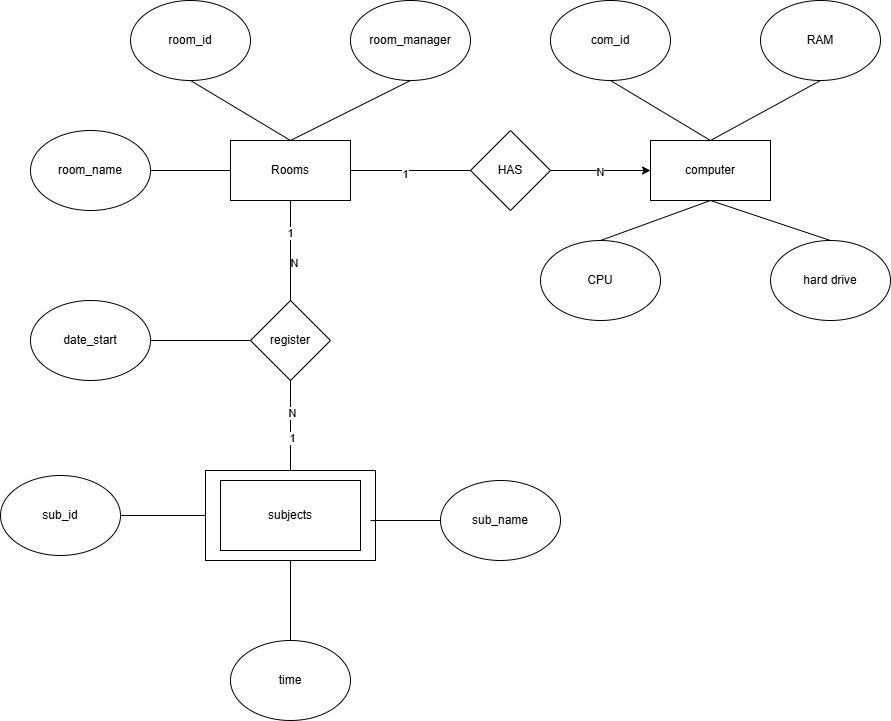 room_id
room_manager
com_id
RAM
room_name
Rooms
1
HAS
N
computer
1
N
CPU
hard drive
date_start
register
N
1
sub_id
subjects
sub_name
time